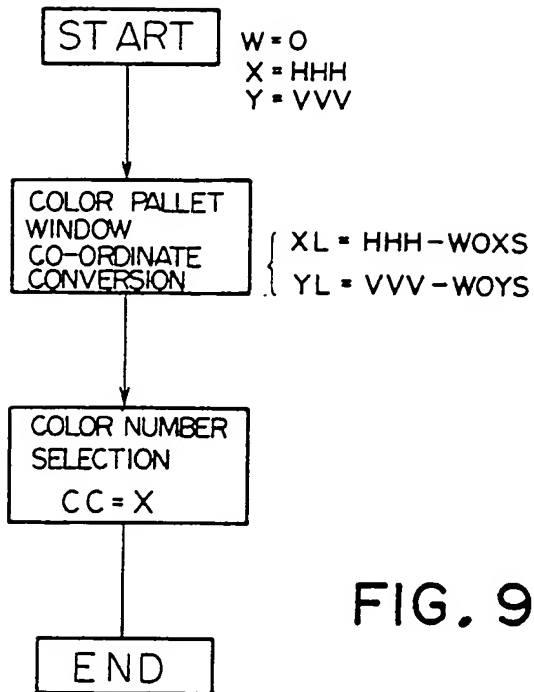 START
W = 0
X = HHH
Y = VVV
COLOR PALLET
WINDOW
CO-ORDINATE
CONVERSION
XL = HHH-WOXS
YL = VVV-WOYS
COLOR NUMBER
SELECTION
CC = X
END
FIG. 9